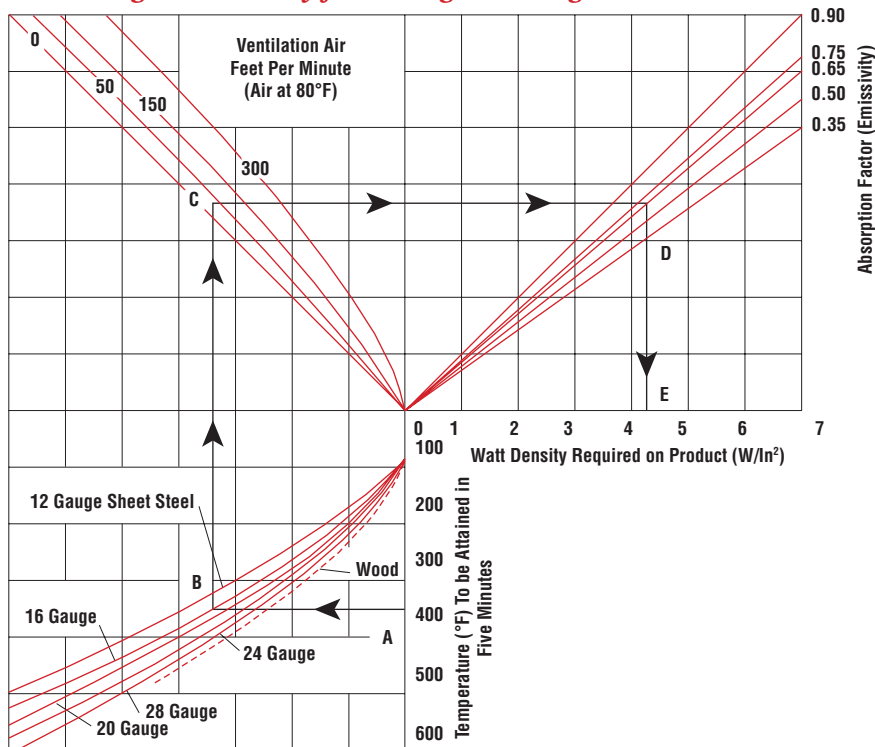 0
50
150
300
Ventilation Air
Feet Per Minute
(Air at 80°F)
C
0.90
0.75
0.65
0.50
0.35
Absorption Factor (Emissivity)
D
E
0 1 2 3 4 5 6 7
Watt Density Required on Product (W/In²)
100
200
300
400
500
600
Temperature (°F) To be Attained in
Five Minutes
12 Gauge Sheet Steel
B
Wood
A
16 Gauge
24 Gauge
28 Gauge
20 Gauge